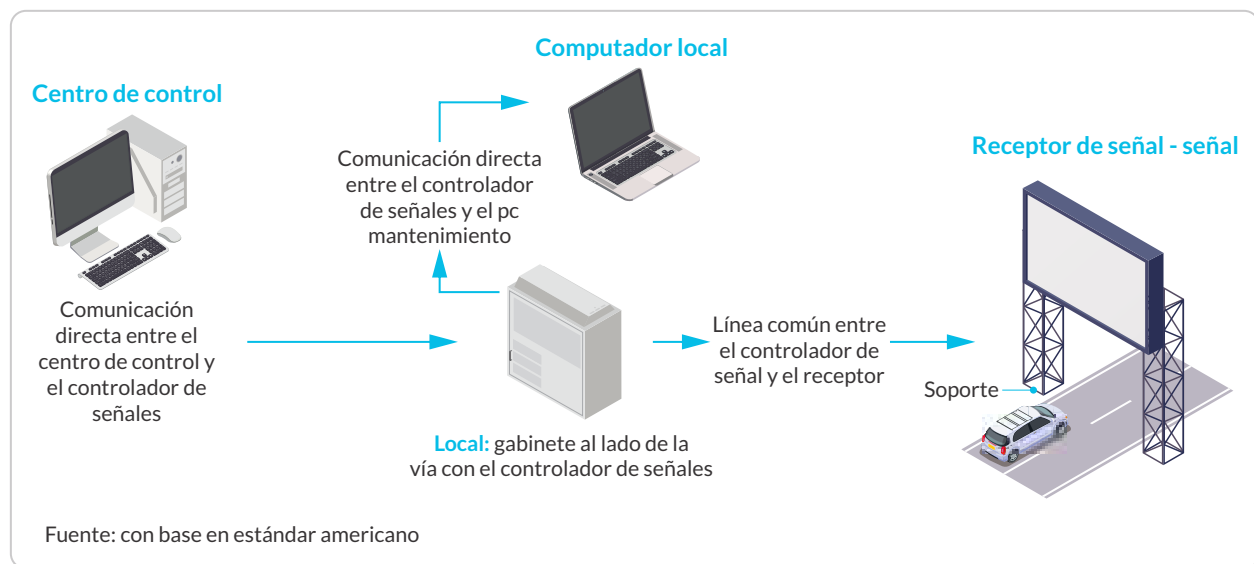 Centro de control
Comunicación
directa entre el
centro de control y
el controlador de
señales
Computador local
Comunicación directa
entre el controlador
de señales y el pc
mantenimiento
Local: gabinete al lado de la
vía con el controlador de señales
Línea común entre
el controlador de
señal y el receptor
Receptor de señal - señal
Soporte
Fuente: con base en estándar americano